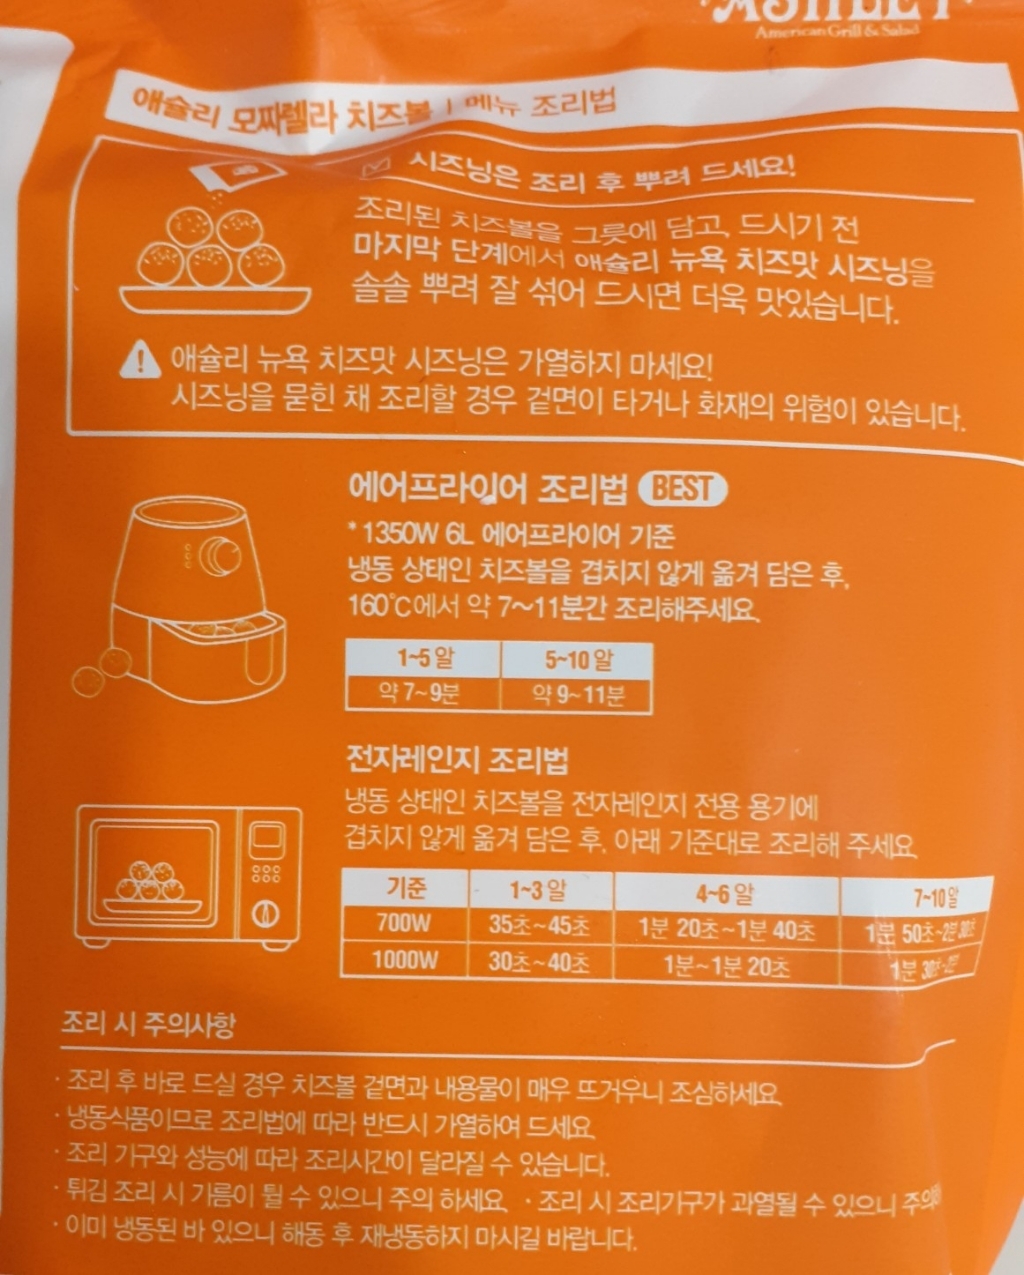 ASHLEY
American Grill & Salad
애슐리 모짜렐라 치즈볼 | 메뉴 조리법
시즈닝은 조리 후 뿌려 드세요!
조리된 치즈볼을 그릇에 담고, 드시기 전
마지막 단계에서 애슐리 뉴욕 치즈맛 시즈닝을
솔솔 뿌려 잘 섞어 드시면 더욱 맛있습니다.
! 애슐리 뉴욕 치즈맛 시즈닝은 가열하지 마세요!
시즈닝을 묻힌 채 조리할 경우 겉면이 타거나 화재의 위험이 있습니다.
에어프라이어 조리법 BEST
* 1350W 6L 에어프라이어 기준
냉동 상태인 치즈볼을 겹치지 않게 옮겨 담은 후,
160℃에서 약 7~11분간 조리해주세요.
1~5 알 5~10 알
약 7~9분 약 9~11분
전자레인지 조리법
냉동 상태인 치즈볼을 전자레인지 전용 용기에
겹치지 않게 옮겨 담은 후, 아래 기준대로 조리해 주세요.
기준 1~3 알 4~6 알 7~10 알
700W 35초~45초 1분 20초~1분 40초 1분 50초~2분 30초
1000W 30초~40초 1분~1분 20초 1분 30초~2분
조리 시 주의사항
· 조리 후 바로 드실 경우 치즈볼 겉면과 내용물이 매우 뜨거우니 조심하세요.
· 냉동식품이므로 조리법에 따라 반드시 가열하여 드세요.
· 조리 기구와 성능에 따라 조리시간이 달라질 수 있습니다.
· 튀김 조리 시 기름이 튈 수 있으니 주의 하세요. · 조리 시 조리기구가 과열될 수 있으니 주의
· 이미 냉동된 바 있으니 해동 후 재냉동하지 마시길 바랍니다.